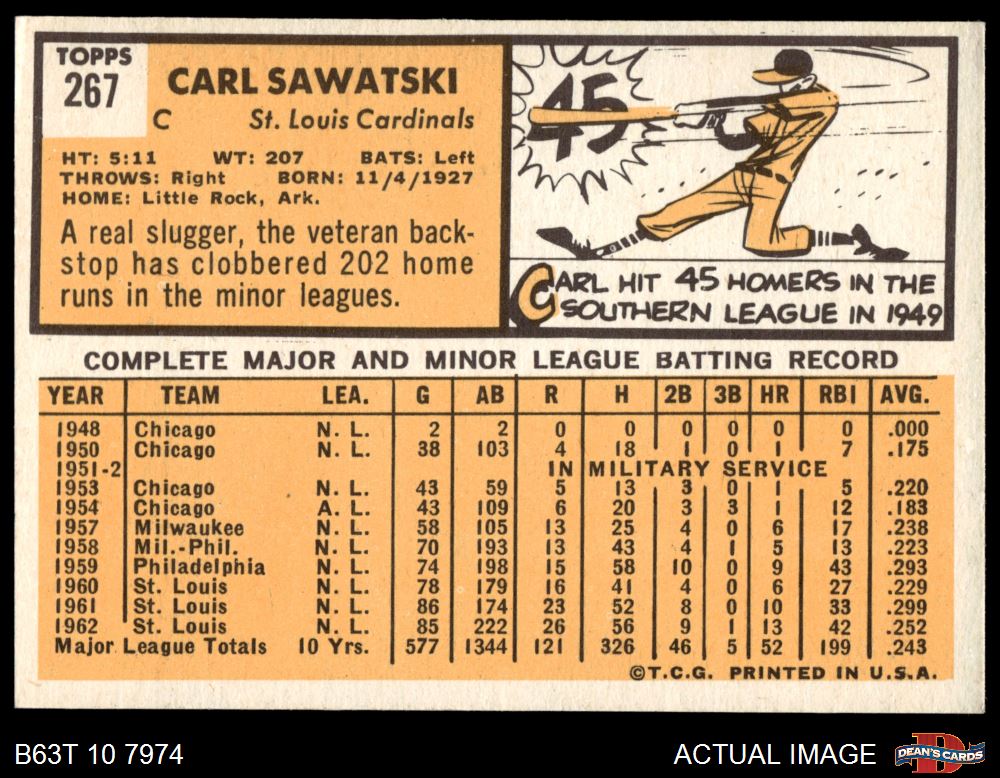 TOPPS
267
CARL SAWATSKI
C St. Louis Cardinals
HT: 5:11 WT: 207 BATS: Left
THROWS: Right BORN: 11/4/1927
HOME: Little Rock, Ark.
A real slugger, the veteran back-
stop has clobbered 202 home
runs in the minor leagues.
45
CARL HIT 45 HOMERS IN THE
SOUTHERN LEAGUE IN 1949
COMPLETE MAJOR AND MINOR LEAGUE BATTING RECORD
YEAR TEAM LEA. G AB R H 2B 3B HR RBI AVG.
1948 Chicago N. L. 2 2 0 0 0 0 0 0 .000
1950 Chicago N. L. 38 103 4 18 1 0 1 7 .175
1951-2 IN MILITARY SERVICE
1953 Chicago N. L. 43 59 5 13 3 0 1 5 .220
1954 Chicago A. L. 43 109 6 20 3 3 1 12 .183
1957 Milwaukee N. L. 58 105 13 25 4 0 6 17 .238
1958 Mil.-Phil. N. L. 70 193 13 43 4 1 5 13 .223
1959 Philadelphia N. L. 74 198 15 58 10 0 9 43 .293
1960 St. Louis N. L. 78 179 16 41 4 0 6 27 .229
1961 St. Louis N. L. 86 174 23 52 8 0 10 33 .299
1962 St. Louis N. L. 85 222 26 56 9 1 13 42 .252
Major League Totals 10 Yrs. 577 1344 121 326 46 5 52 199 .243
©T.C.G. PRINTED IN U.S.A.
B63T 10 7974 ACTUAL IMAGE DEAN'S CARDS